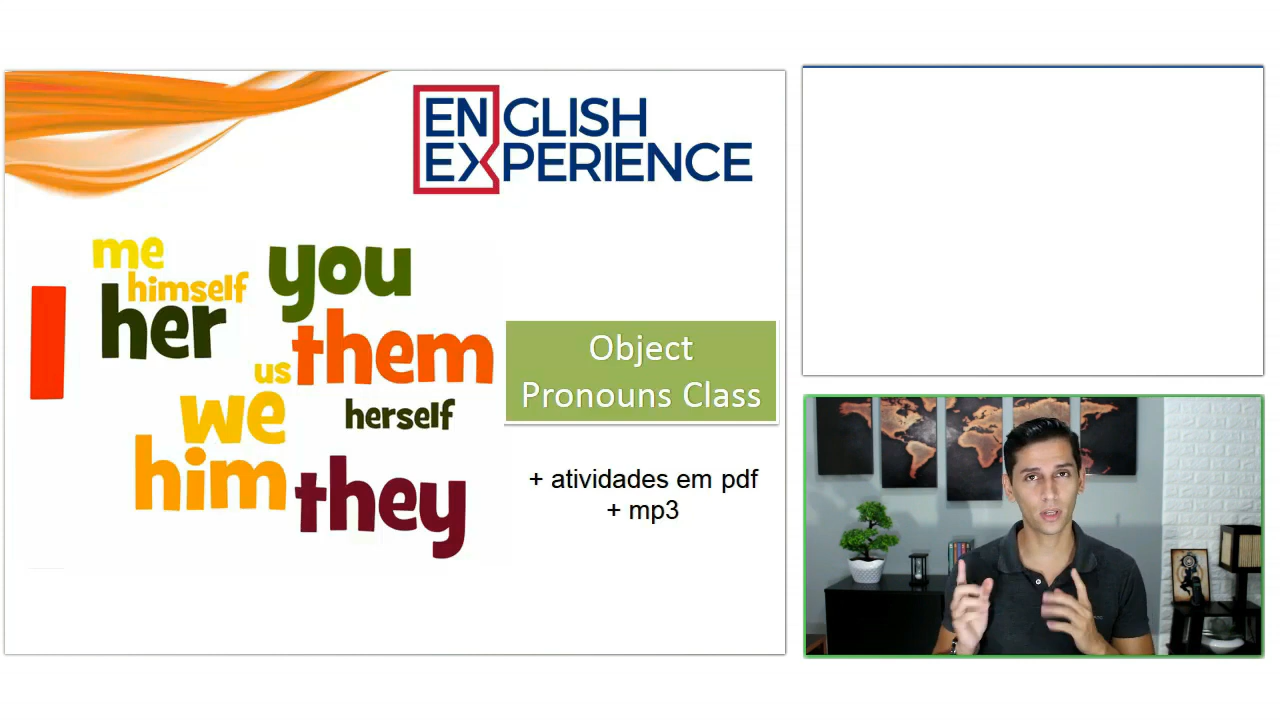 ENGLISH
EXPERIENCE
me
you
himself
I
her
them
us
we
herself
him
they
Object
Pronouns Class
+ atividades em pdf
+ mp3